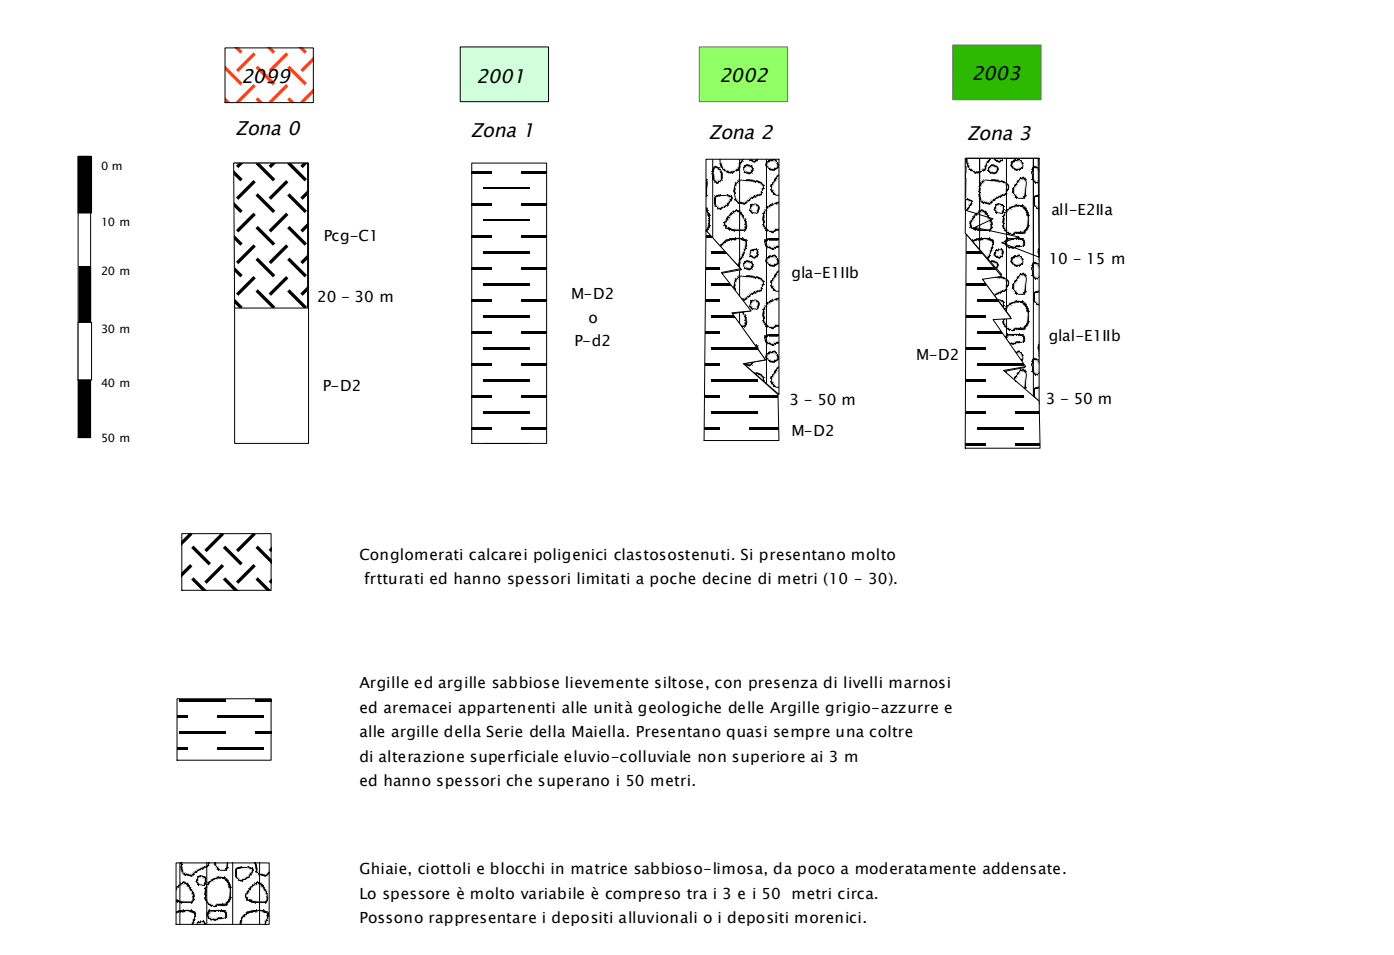 2099
2001
2002
2003
Zona 0
Zona 1
Zona 2
Zona 3
0 m
10 m
20 m
30 m
40 m
50 m
Pcg-C1
20 - 30 m
P-D2
M-D2
o
P-d2
gla-E1IIb
3 - 50 m
M-D2
all-E2IIa
10 - 15 m
glal-E1IIb
M-D2
3 - 50 m
Conglomerati calcarei poligenici clastosostenuti. Si presentano molto
frtturati ed hanno spessori limitati a poche decine di metri (10 - 30).
Argille ed argille sabbiose lievemente siltose, con presenza di livelli marnosi
ed aremacei appartenenti alle unità geologiche delle Argille grigio-azzurre e
alle argille della Serie della Maiella. Presentano quasi sempre una coltre
di alterazione superficiale eluvio-colluviale non superiore ai 3 m
ed hanno spessori che superano i 50 metri.
Ghiaie, ciottoli e blocchi in matrice sabbioso-limosa, da poco a moderatamente addensate.
Lo spessore è molto variabile è compreso tra i 3 e i 50 metri circa.
Possono rappresentare i depositi alluvionali o i depositi morenici.